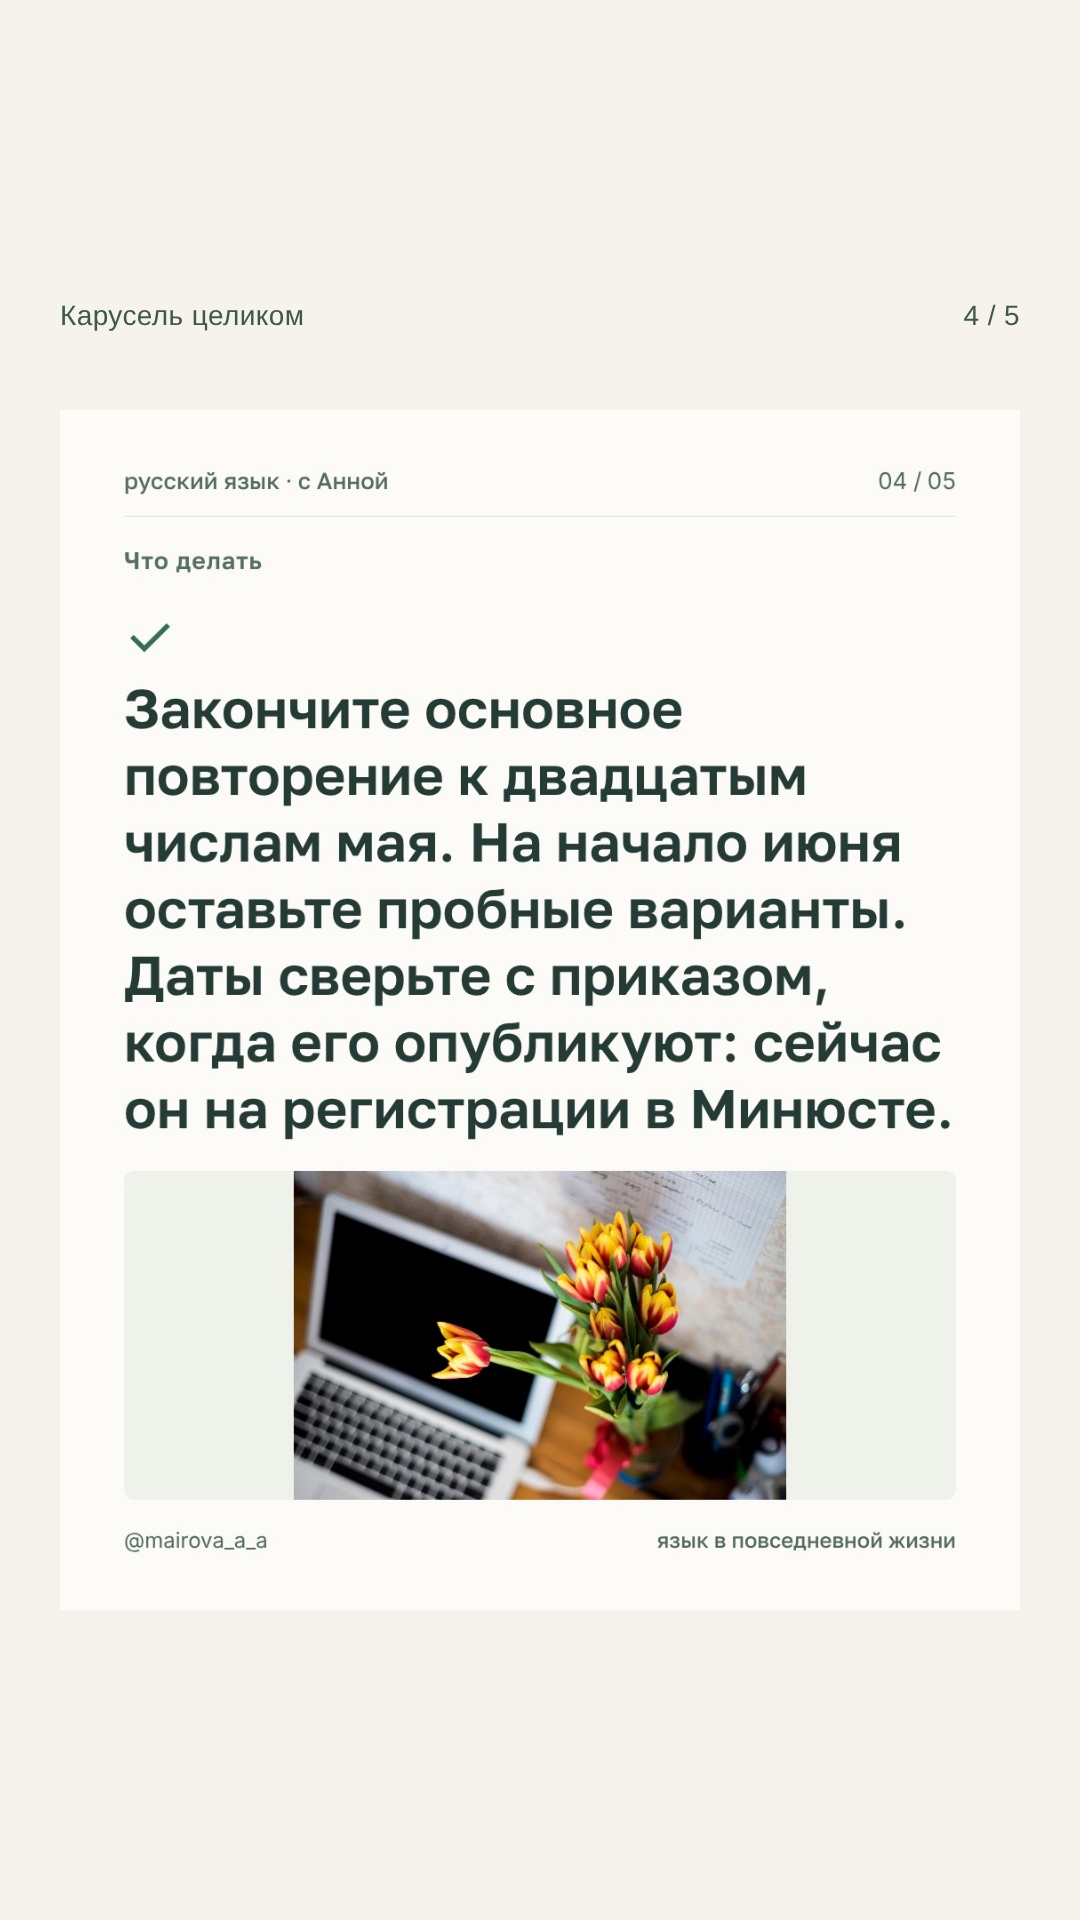 Карусель целиком
4 / 5
русский язык · с Анной
04 / 05
Что делать
Закончите основное
повторение к двадцатым
числам мая. На начало июня
оставьте пробные варианты.
Даты сверьте с приказом,
когда его опубликуют: сейчас
он на регистрации в Минюсте.
@mairova_a_a
язык в повседневной жизни